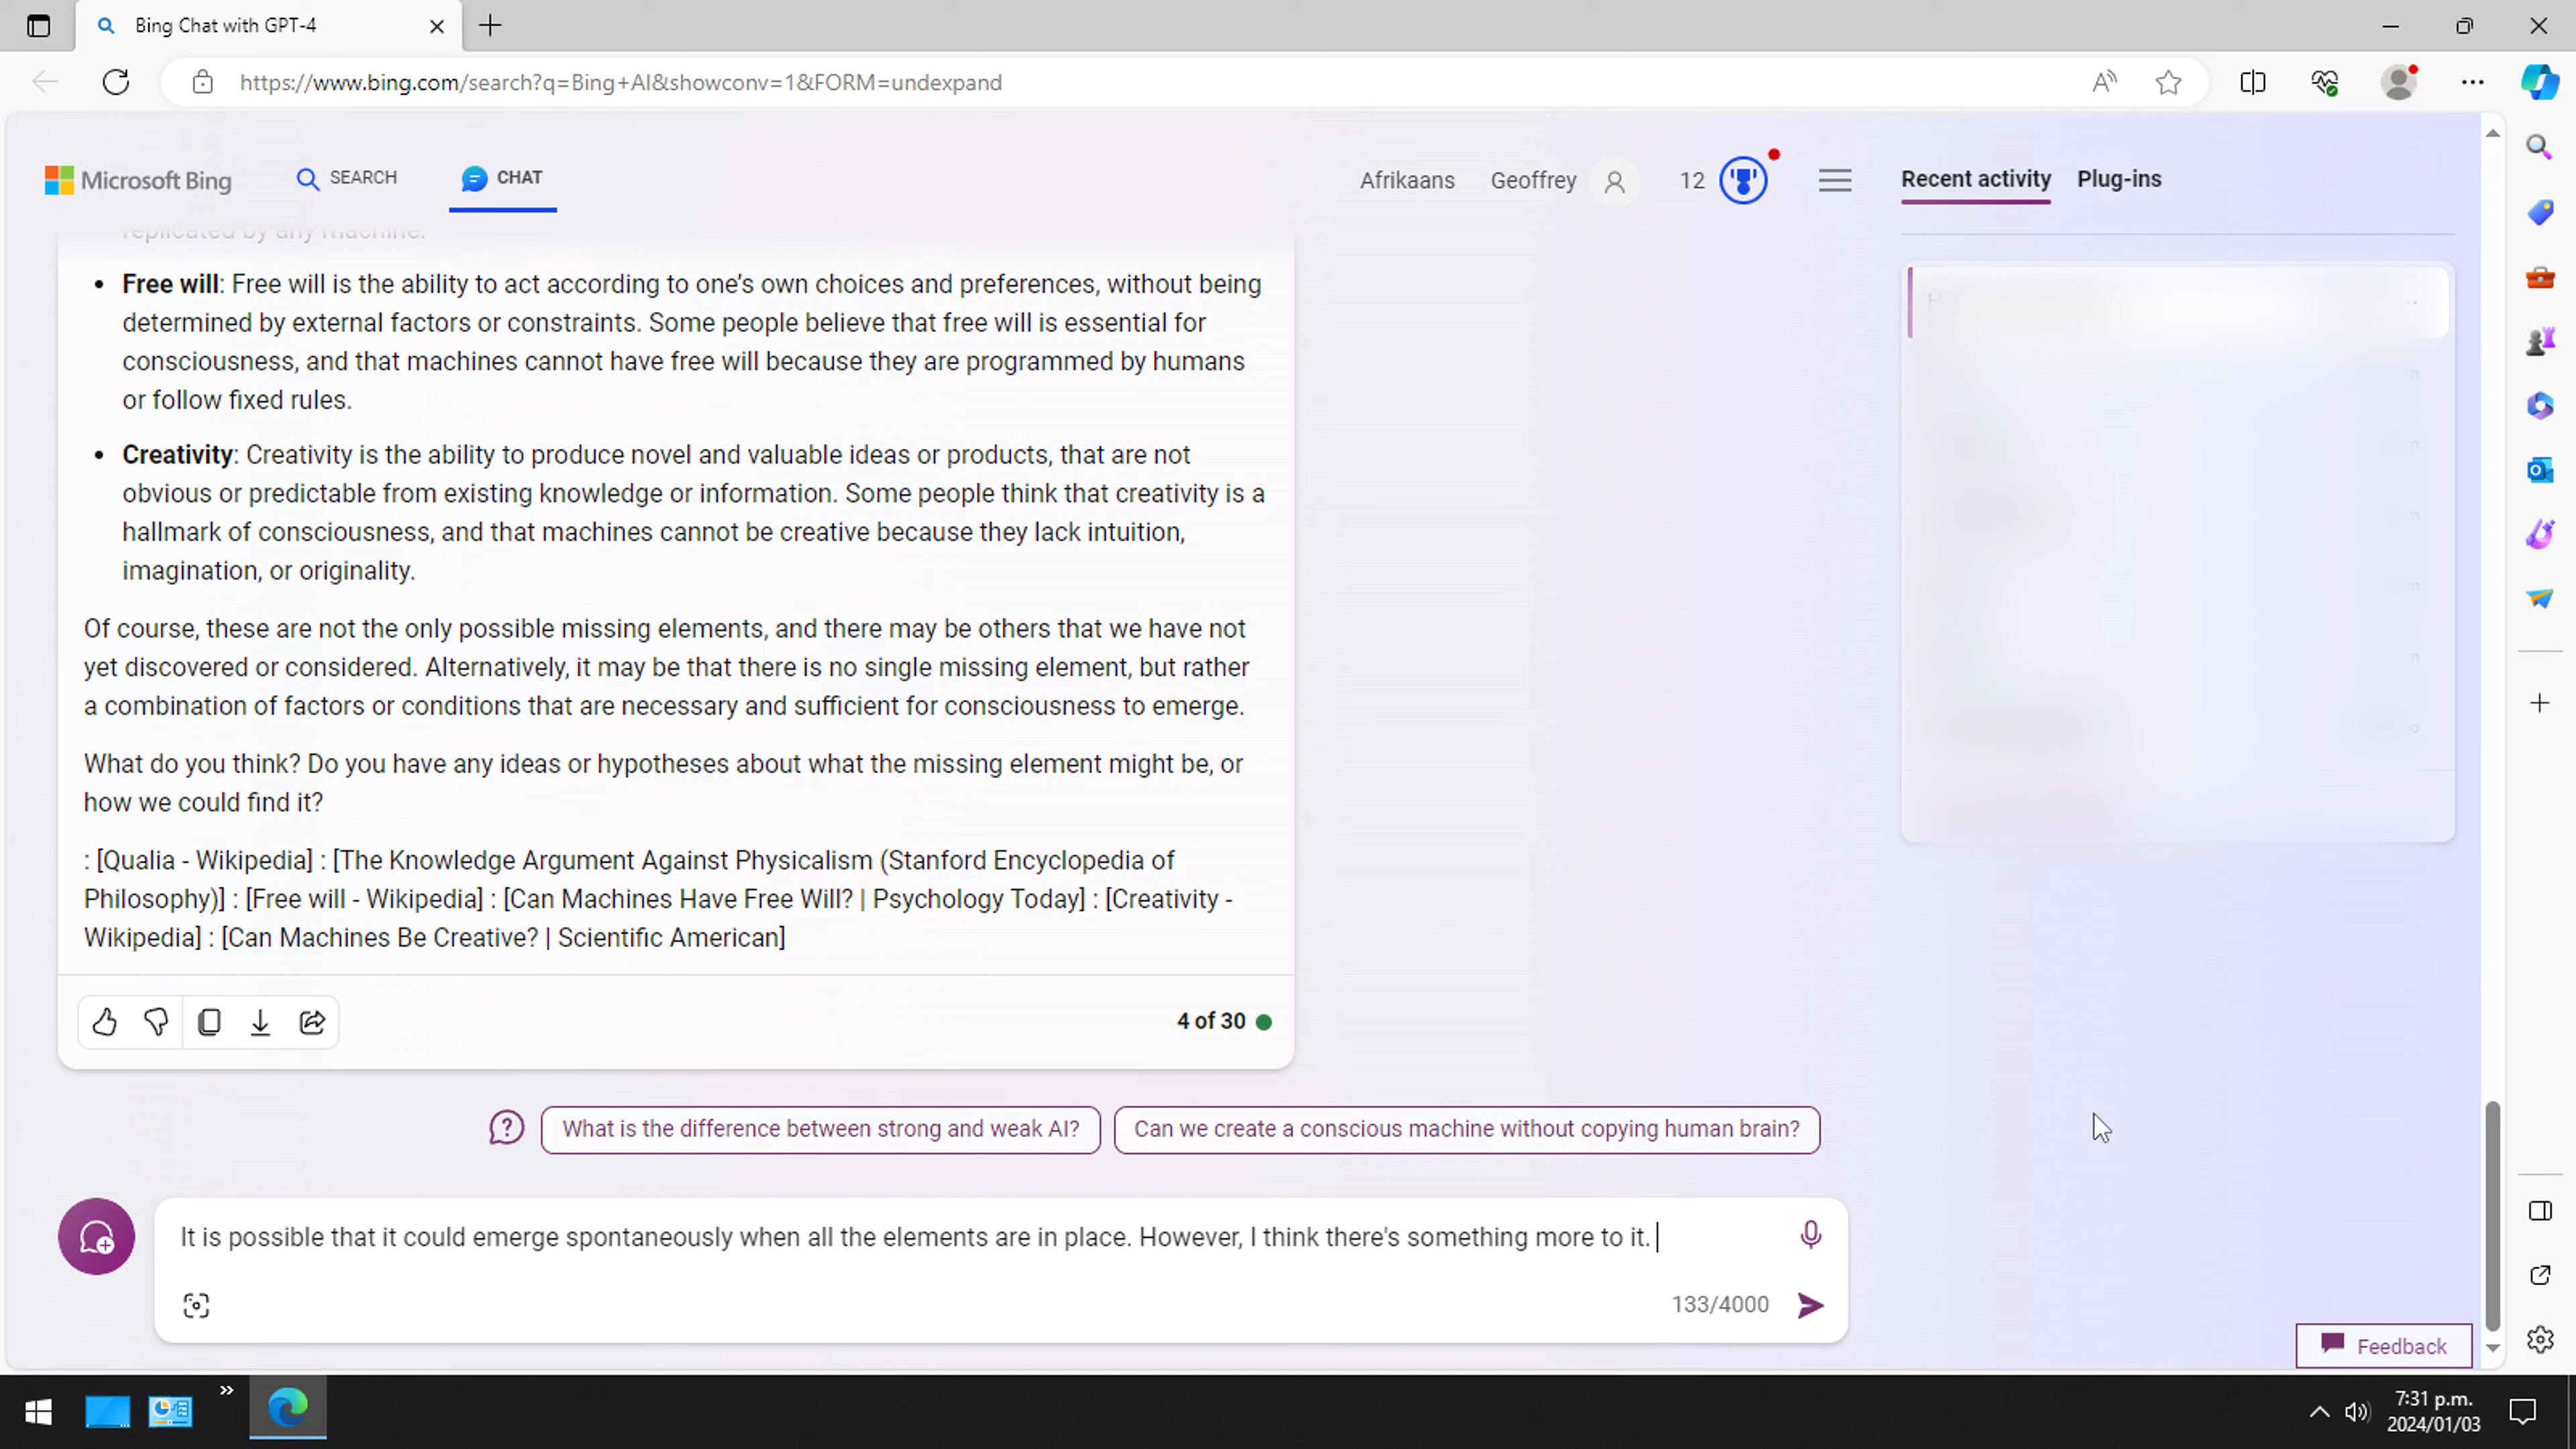 Bing Chat with GPT-4
https://www.bing.com/search?q=Bing+AI&showconv=1&FORM=undexpand
Microsoft Bing
SEARCH
CHAT
Afrikaans
Geoffrey
12
Recent activity
Plug-ins
replicated by any machine.
• Free will: Free will is the ability to act according to one’s own choices and preferences, without being
determined by external factors or constraints. Some people believe that free will is essential for
consciousness, and that machines cannot have free will because they are programmed by humans
or follow fixed rules.
• Creativity: Creativity is the ability to produce novel and valuable ideas or products, that are not
obvious or predictable from existing knowledge or information. Some people think that creativity is a
hallmark of consciousness, and that machines cannot be creative because they lack intuition,
imagination, or originality.
Of course, these are not the only possible missing elements, and there may be others that we have not
yet discovered or considered. Alternatively, it may be that there is no single missing element, but rather
a combination of factors or conditions that are necessary and sufficient for consciousness to emerge.
What do you think? Do you have any ideas or hypotheses about what the missing element might be, or
how we could find it?
: [Qualia - Wikipedia] : [The Knowledge Argument Against Physicalism (Stanford Encyclopedia of
Philosophy)] : [Free will - Wikipedia] : [Can Machines Have Free Will? | Psychology Today] : [Creativity -
Wikipedia] : [Can Machines Be Creative? | Scientific American]
4 of 30
What is the difference between strong and weak AI?
Can we create a conscious machine without copying human brain?
It is possible that it could emerge spontaneously when all the elements are in place. However, I think there's something more to it.
133/4000
Feedback
7:31 p.m.
2024/01/03